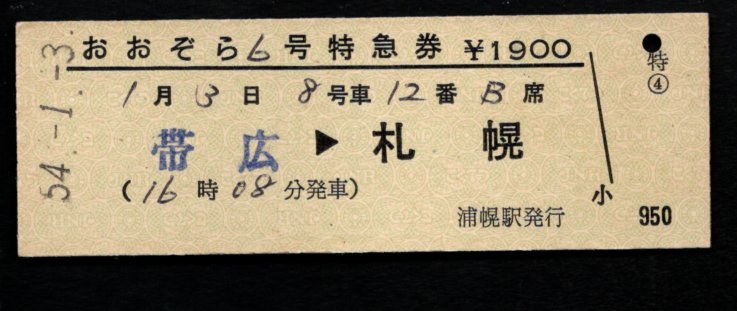 おおぞら6号特急券 ¥1900
特
④
1月3日 8号車12番B席
帯広▶札幌
(16時08分発車)
小
浦幌駅発行
950
54.-1.-3.